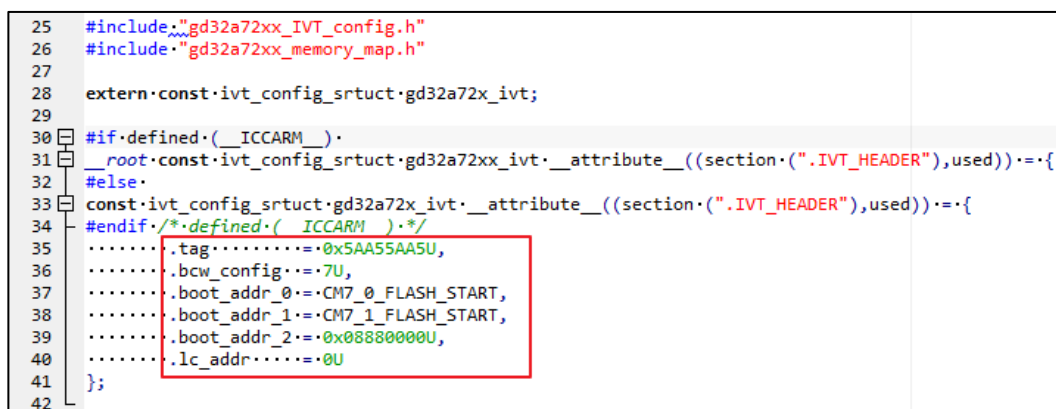 25 #include "gd32a72xx_IVT_config.h"
26 #include "gd32a72xx_memory_map.h"
27
28 extern const ivt_config_srtuct gd32a72x_ivt;
29
30 #if defined (__ICCARM__)
31 __root const ivt_config_srtuct gd32a72xx_ivt __attribute__((section (".IVT_HEADER"),used)) = {
32 #else
33 const ivt_config_srtuct gd32a72x_ivt __attribute__((section (".IVT_HEADER"),used)) = {
34 #endif /* defined (__ICCARM__) */
35 .tag = 0x5AA55AA5U,
36 .bcw_config = 7U,
37 .boot_addr_0 = CM7_0_FLASH_START,
38 .boot_addr_1 = CM7_1_FLASH_START,
39 .boot_addr_2 = 0x08880000U,
40 .lc_addr = 0U
41 };
42